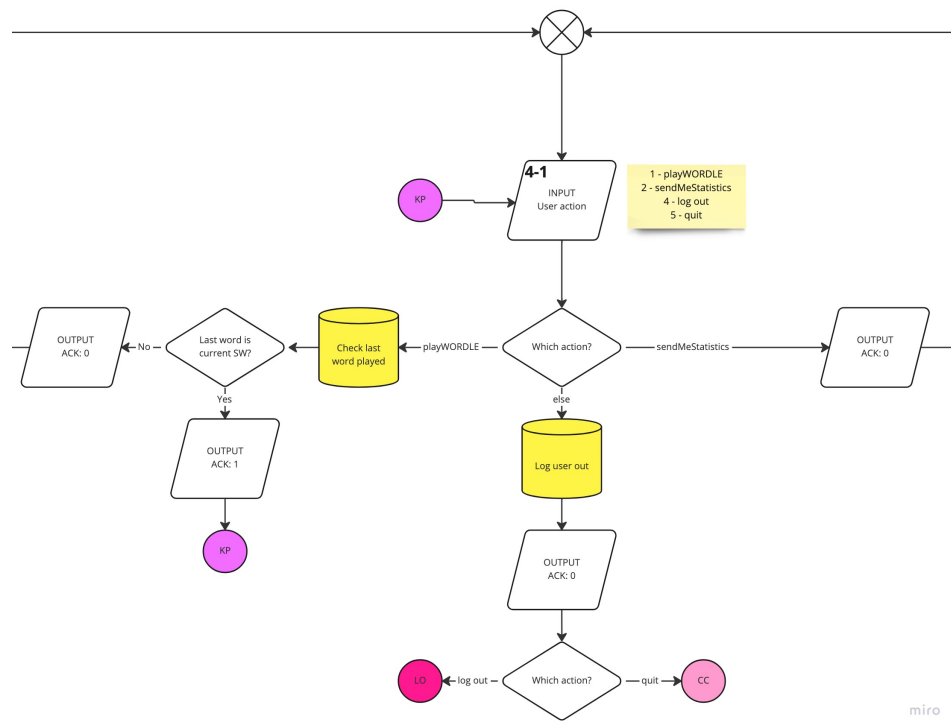 4-1
INPUT
User action
KP
1 - playWORDLE
2 - sendMeStatistics
4 - log out
5 - quit
OUTPUT
ACK: 0
No
Last word is
current SW?
Check last
word played
playWORDLE
Which action?
sendMeStatistics
OUTPUT
ACK: 0
Yes
else
OUTPUT
ACK: 1
Log user out
KP
OUTPUT
ACK: 0
LO
log out
Which action?
quit
CC
miro